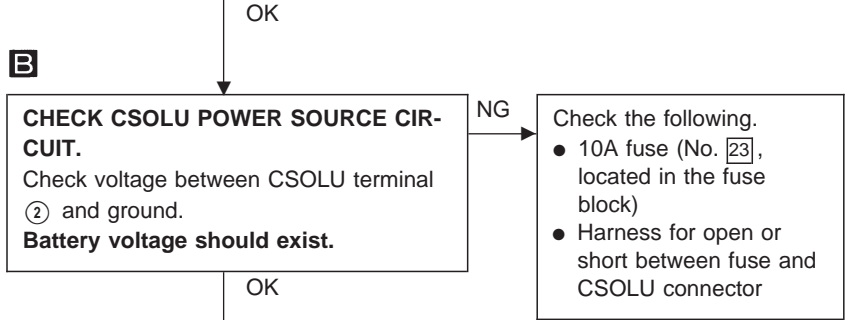 OK
B
CHECK CSOLU POWER SOURCE CIR-
CUIT.
Check voltage between CSOLU terminal
② and ground.
Battery voltage should exist.
NG
Check the following.
● 10A fuse (No. 23,
located in the fuse
block)
● Harness for open or
short between fuse and
CSOLU connector
OK